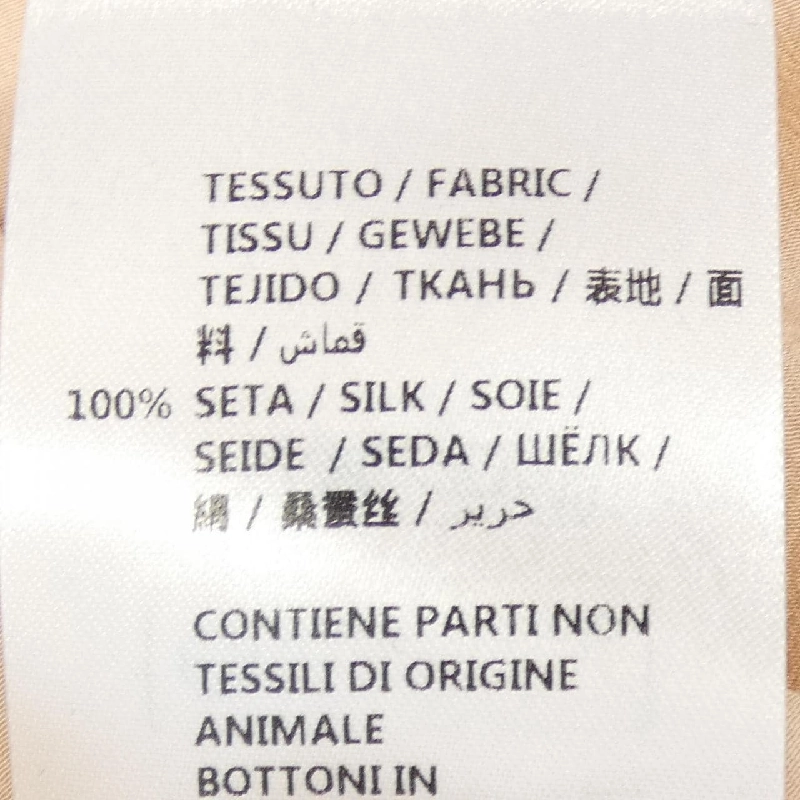 TESSUTO / FABRIC /
TISSU / GEWEBE /
TEJIDO / ТКАНЬ / 表地 / 面
料 / قماش
100% SETA / SILK / SOIE /
SEIDE / SEDA / ШЁЛК /
絹 / 桑蚕丝 / حرير
CONTIENE PARTI NON
TESSILI DI ORIGINE
ANIMALE
BOTTONI IN